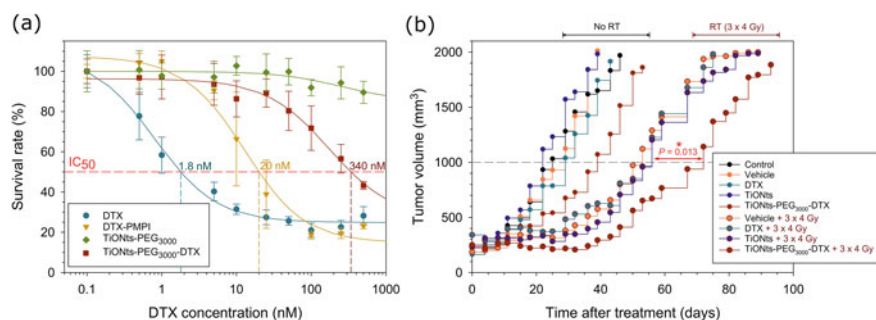 (a)
Survival rate (%)
120
100
80
60
40
20
0
IC50
1.8 nM
20 nM
340 nM
DTX
DTX-PMPI
TiONts-PEG3000
TiONts-PEG3000-DTX
0.1
1
10
100
1000
DTX concentration (nM)
(b)
No RT
RT (3 x 4 Gy)
Tumor volume (mm3)
2000
1500
1000
500
0
*
P = 0.013
Control
Vehicle
DTX
TiONts
TiONts-PEG3000-DTX
Vehicle + 3 x 4 Gy
DTX + 3 x 4 Gy
TiONts + 3 x 4 Gy
TiONts-PEG3000-DTX + 3 x 4 Gy
0 20 40 60 80 100
Time after treatment (days)